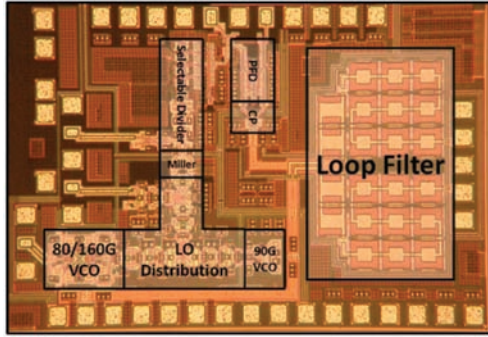 Selectable Divider
PFD
CP
Miller
Loop Filter
80/160G
VCO
LO
Distribution
90G
VCO